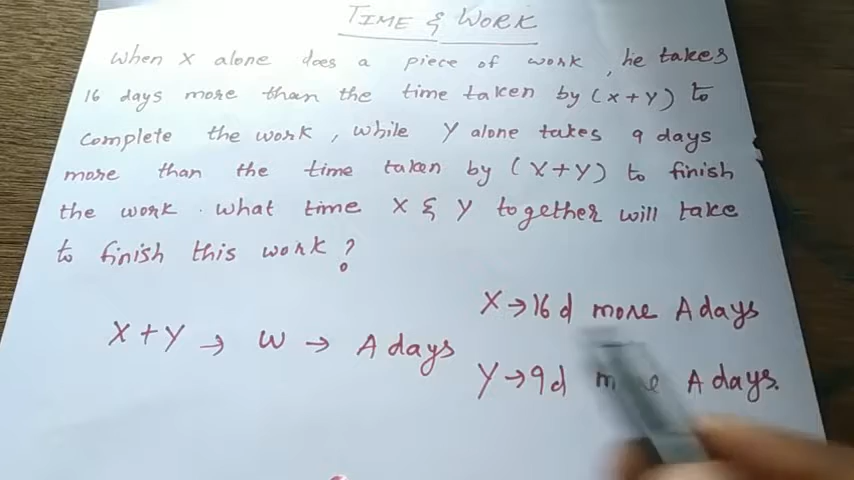 TIME & WORK
When X alone does a piece of work, he takes
16 days more than the time taken by (X+Y) to
complete the work, while Y alone takes 9 days
more than the time taken by (X+Y) to finish
the work. What time X & Y together will take
to finish this work?
X→16d more A days
X+Y → W → A days
Y→9d more A days.